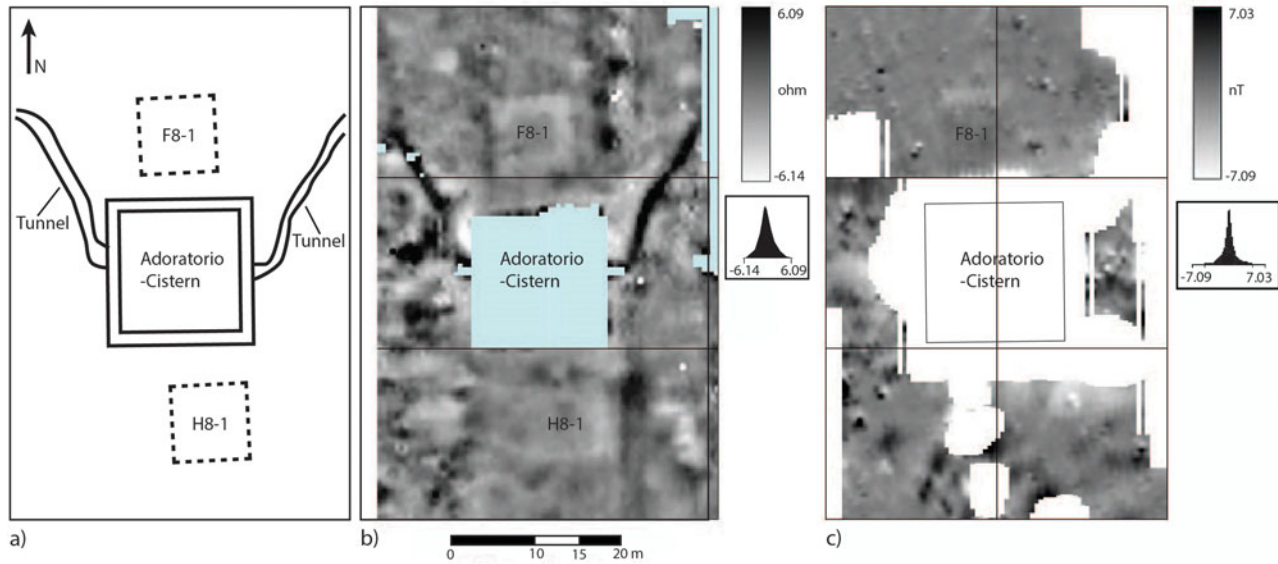 N
F8-1
Tunnel
Tunnel
Adoratorio
-Cistern
H8-1
a)
F8-1
Adoratorio
-Cistern
H8-1
b)
0 10 15 20 m
6.09
ohm
-6.14
-6.14 6.09
F8-1
Adoratorio
-Cistern
c)
7.03
nT
-7.09
-7.09 7.03